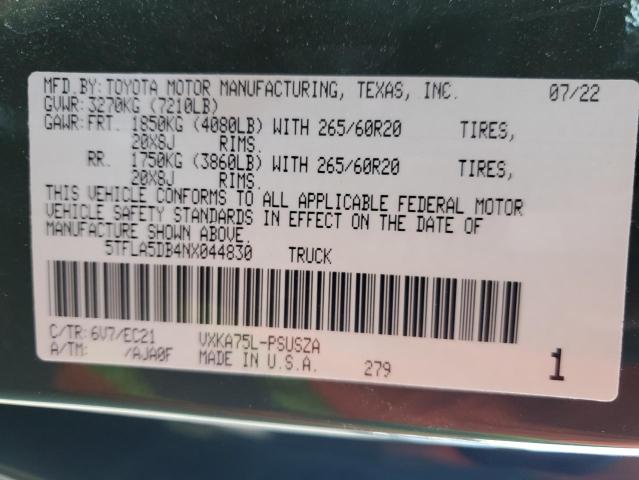 MFD.BY:TOYOTA MOTOR MANUFACTURING, TEXAS, INC. 07/22
GVWR:3270KG (7210LB)
GAWR:FRT. 1850KG (4080LB) WITH 265/60R20 TIRES,
20X8J RIMS.
RR. 1750KG (3860LB) WITH 265/60R20 TIRES,
20X8J RIMS.
THIS VEHICLE CONFORMS TO ALL APPLICABLE FEDERAL MOTOR
VEHICLE SAFETY STANDARDS IN EFFECT ON THE DATE OF
MANUFACTURE SHOWN ABOVE.
5TFLA5DB4NX044830 TRUCK
C/TR:6V7/EC21 VXKA75L-PSUSZA
A/TM: /AJA0F MADE IN U.S.A. 279 1